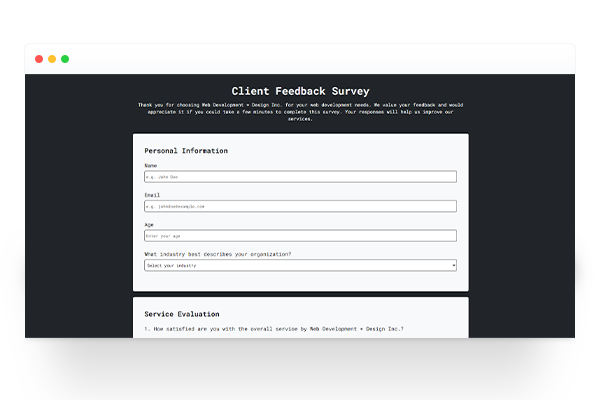 Client Feedback Survey
Thank you for choosing Web Development + Design Inc. for your web development needs. We value your feedback and would
appreciate it if you could take a few minutes to complete this survey. Your responses will help us improve our
services.
Personal Information
Name
e.g. John Doe
Email
e.g. johndoe@example.com
Age
Enter your age
What industry best describes your organization?
Select your industry
Service Evaluation
1. How satisfied are you with the overall service by Web Development + Design Inc.?